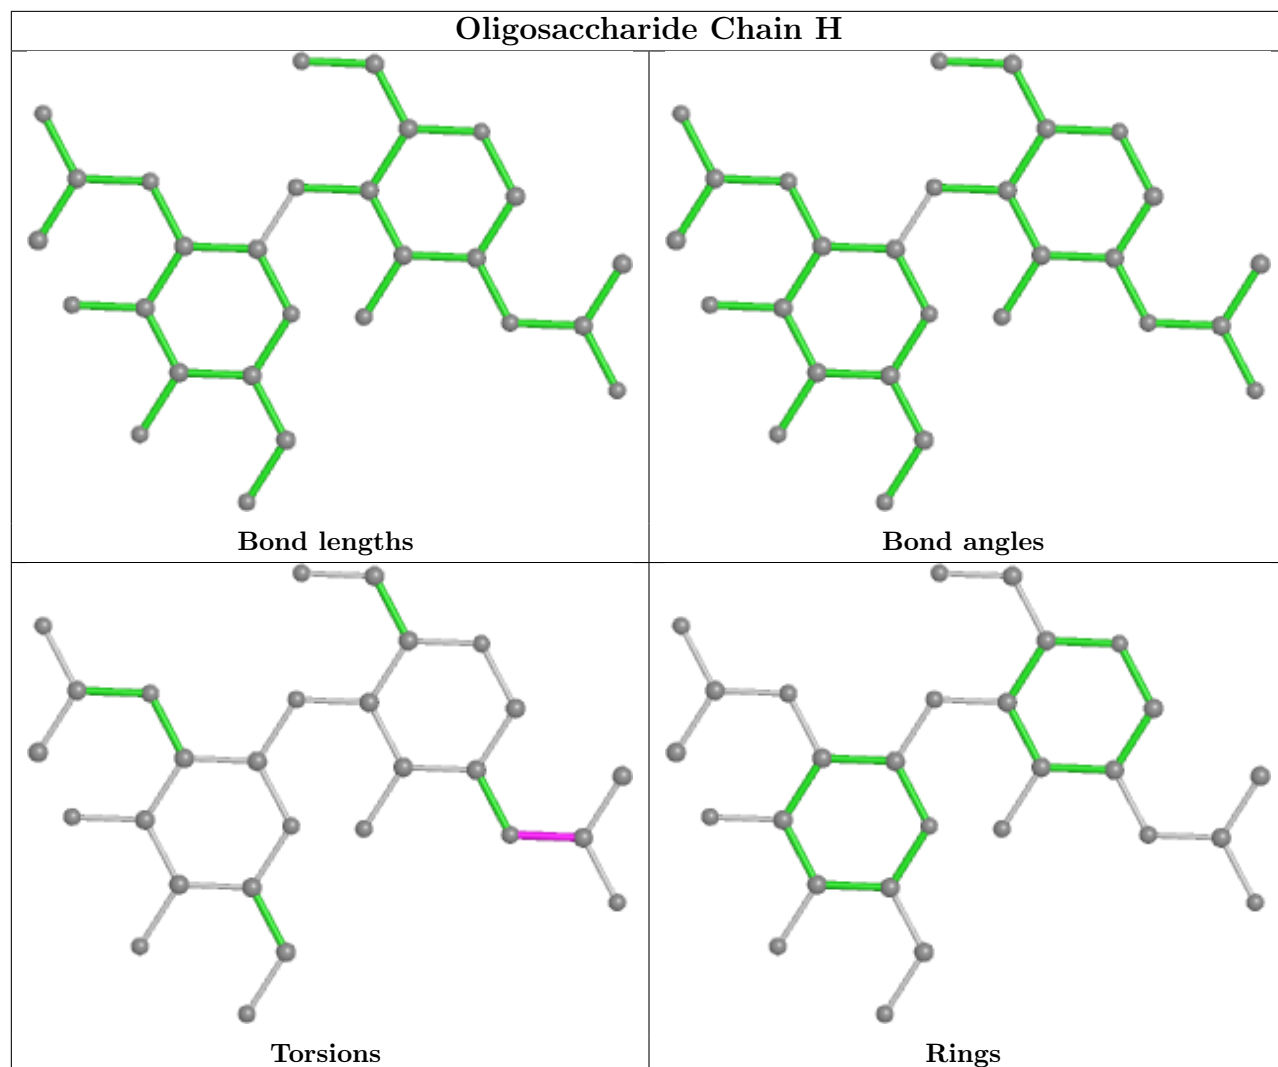 Oligosaccharide Chain H
Bond lengths
Bond angles
Torsions
Rings